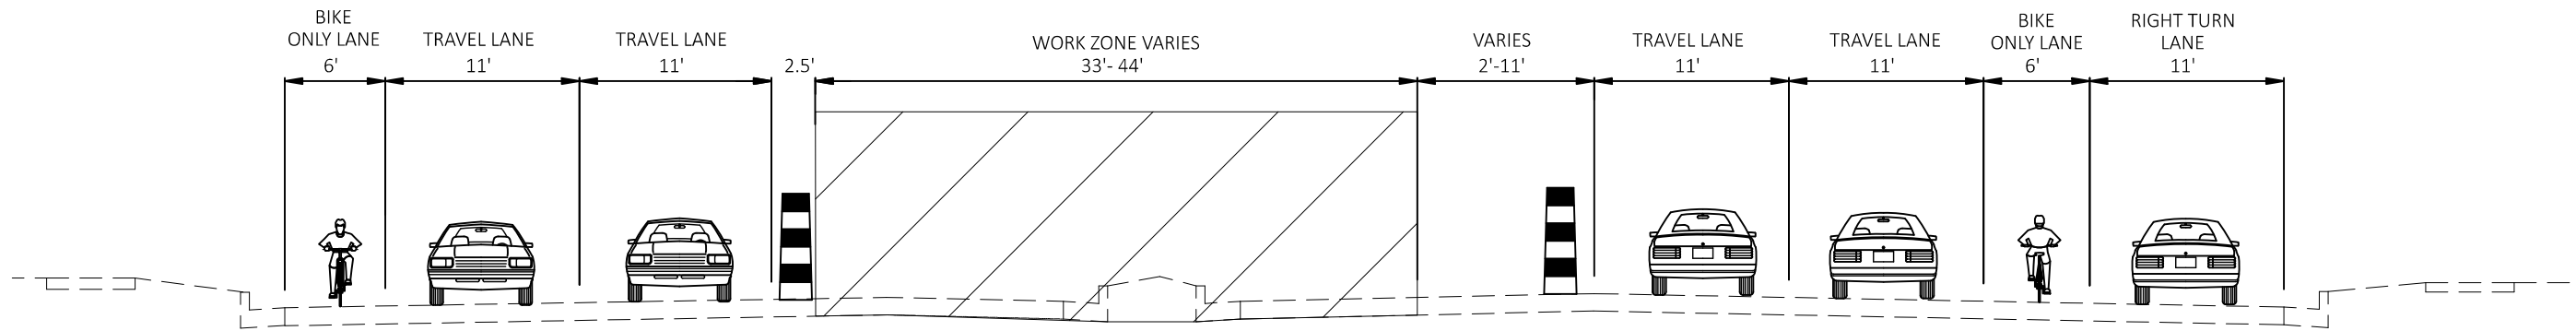 BIKE
ONLY LANE
6'
TRAVEL LANE
11'
TRAVEL LANE
11'
2.5'
WORK ZONE VARIES
33'- 44'
VARIES
2'-11'
TRAVEL LANE
11'
TRAVEL LANE
11'
BIKE
ONLY LANE
6'
RIGHT TURN
LANE
11'